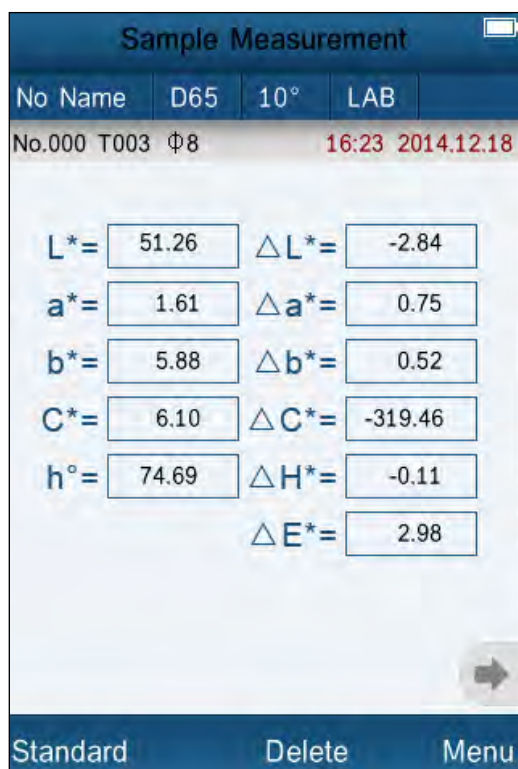 Sample Measurement
No Name D65 10° LAB
No.000 T003 Φ8 16:23 2014.12.18
L*= 51.26 △L*= -2.84
a*= 1.61 △a*= 0.75
b*= 5.88 △b*= 0.52
C*= 6.10 △C*= -319.46
h°= 74.69 △H*= -0.11
△E*= 2.98
Standard Delete Menu